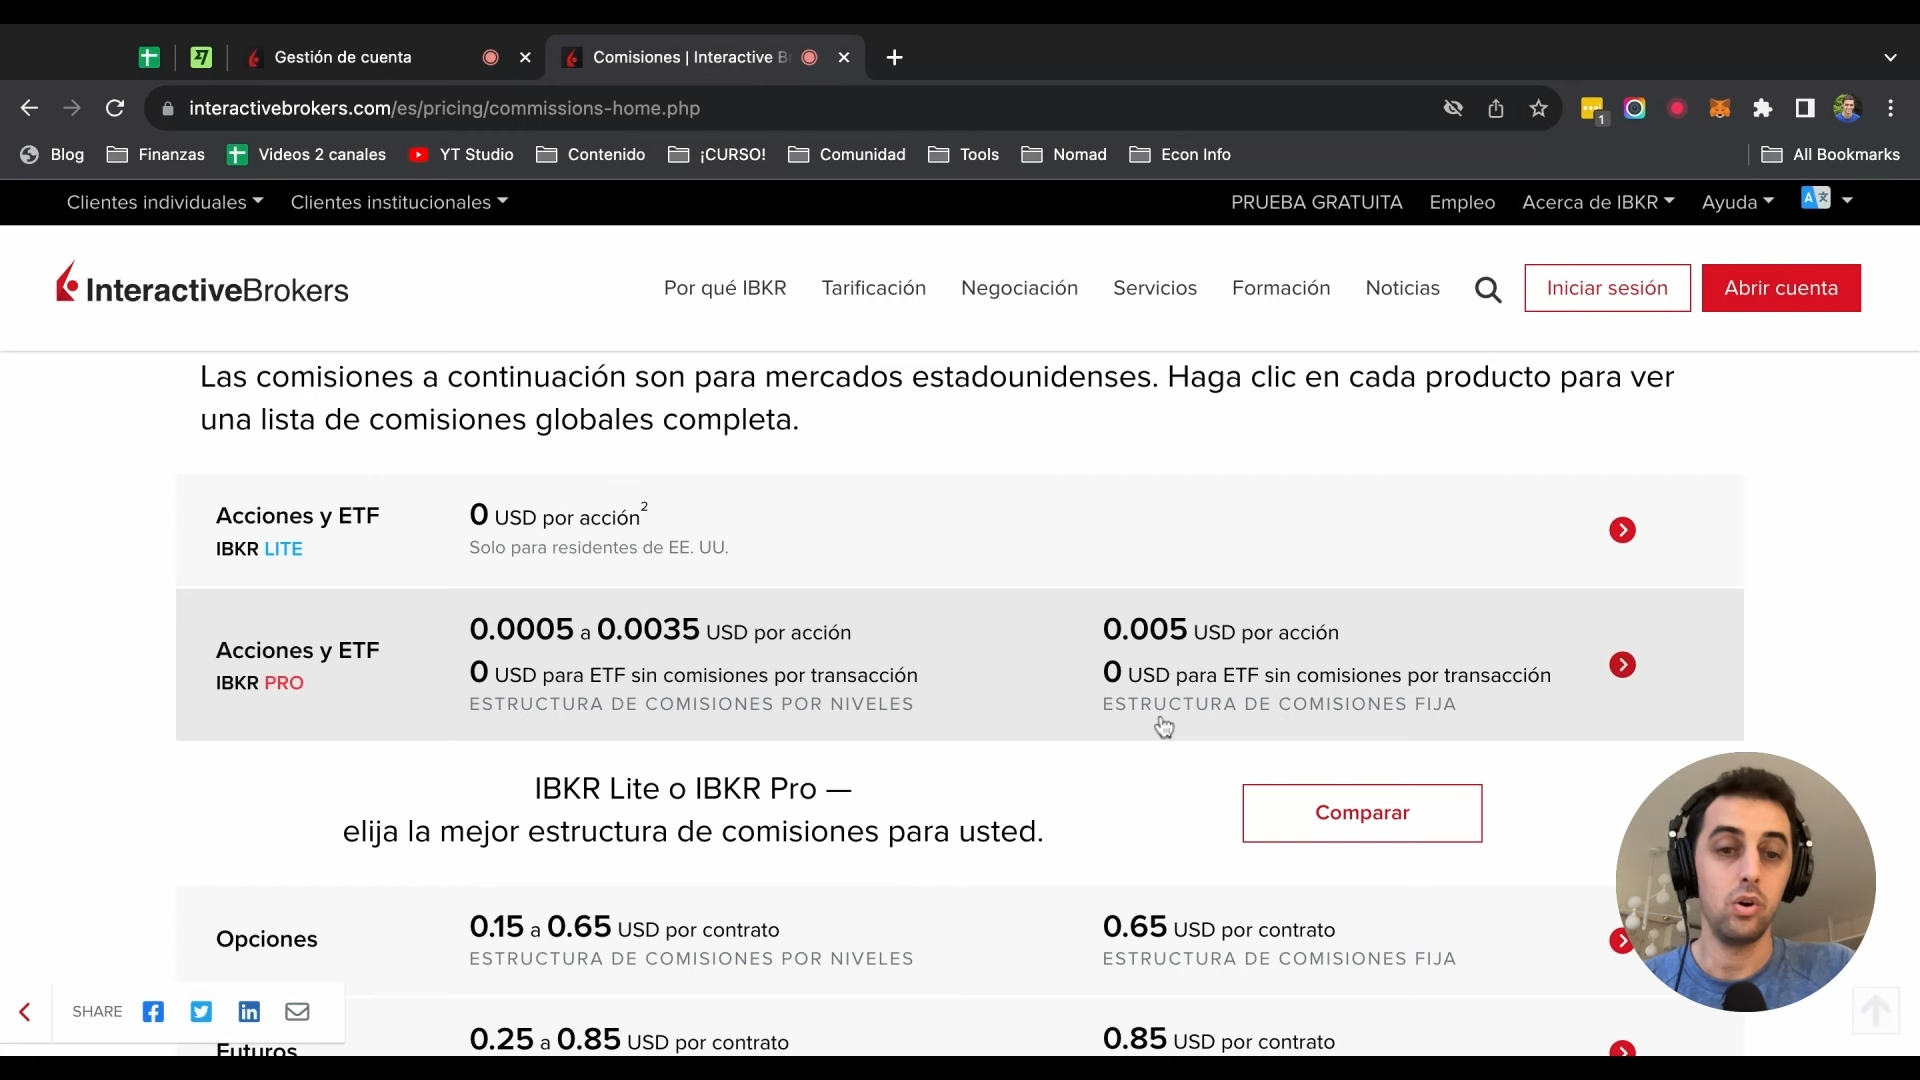 Gestión de cuenta
Comisiones | Interactive B
interactivebrokers.com/es/pricing/commissions-home.php
1
Blog
Finanzas
Videos 2 canales
YT Studio
Contenido
¡CURSO!
Comunidad
Tools
Nomad
Econ Info
All Bookmarks
Clientes individuales
Clientes institucionales
PRUEBA GRATUITA
Empleo
Acerca de IBKR
Ayuda
InteractiveBrokers
Por qué IBKR
Tarificación
Negociación
Servicios
Formación
Noticias
Iniciar sesión
Abrir cuenta
Las comisiones a continuación son para mercados estadounidenses. Haga clic en cada producto para ver
una lista de comisiones globales completa.
Acciones y ETF
IBKR LITE
0 USD por acción2
Solo para residentes de EE. UU.
Acciones y ETF
IBKR PRO
0.0005 a 0.0035 USD por acción
0 USD para ETF sin comisiones por transacción
ESTRUCTURA DE COMISIONES POR NIVELES
0.005 USD por acción
0 USD para ETF sin comisiones por transacción
ESTRUCTURA DE COMISIONES FIJA
IBKR Lite o IBKR Pro —
elija la mejor estructura de comisiones para usted.
Comparar
Opciones
0.15 a 0.65 USD por contrato
ESTRUCTURA DE COMISIONES POR NIVELES
0.65 USD por contrato
ESTRUCTURA DE COMISIONES FIJA
SHARE
Futuros
0.25 a 0.85 USD por contrato
0.85 USD por contrato